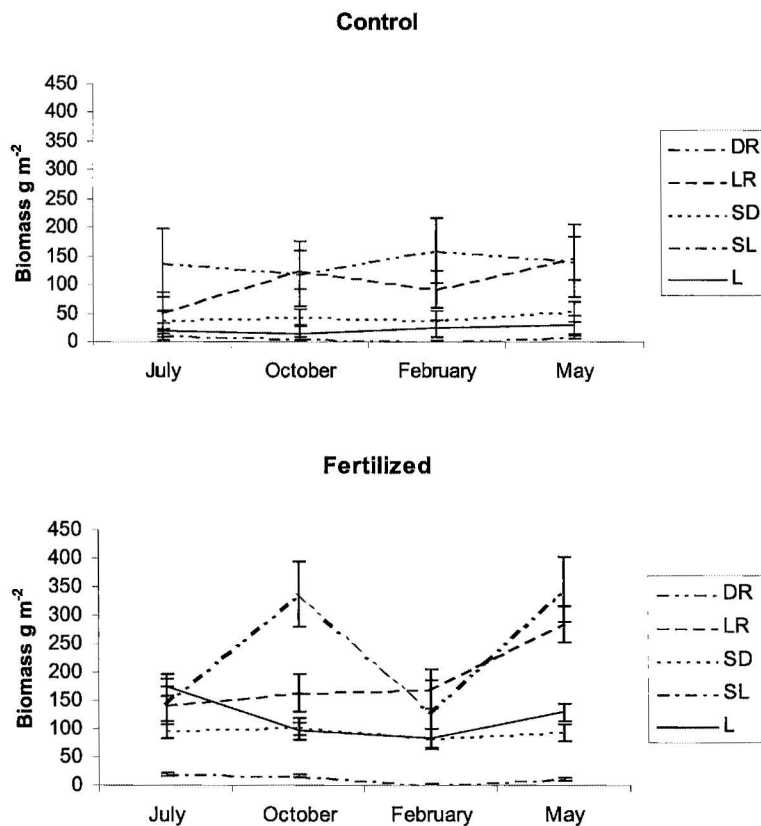 Control
Biomass g m-2
450
400
350
300
250
200
150
100
50
0
July October February May
DR
LR
SD
SL
L
Fertilized
Biomass g m-2
450
400
350
300
250
200
150
100
50
0
July October February May
DR
LR
SD
SL
L